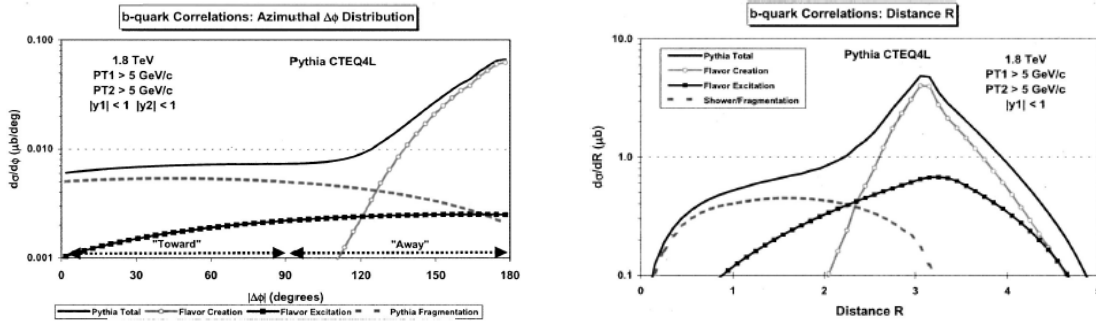 b-quark Correlations: Azimuthal Δϕ Distribution
0.100
0.010
0.001
dσ/dϕ (μb/deg)
1.8 TeV
PT1 > 5 GeV/c
PT2 > 5 GeV/c
|y1| < 1 |y2| < 1
Pythia CTEQ4L
"Toward"
"Away"
0 30 60 90 120 150 180
|Δϕ| (degrees)
Pythia Total Flavor Creation Flavor Excitation Pythia Fragmentation
b-quark Correlations: Distance R
10.0
1.0
0.1
dσ/dR (μb)
Pythia Total
Flavor Creation
Flavor Excitation
Shower/Fragmentation
Pythia CTEQ4L
1.8 TeV
PT1 > 5 GeV/c
PT2 > 5 GeV/c
|y1| < 1
0 1 2 3 4 5
Distance R